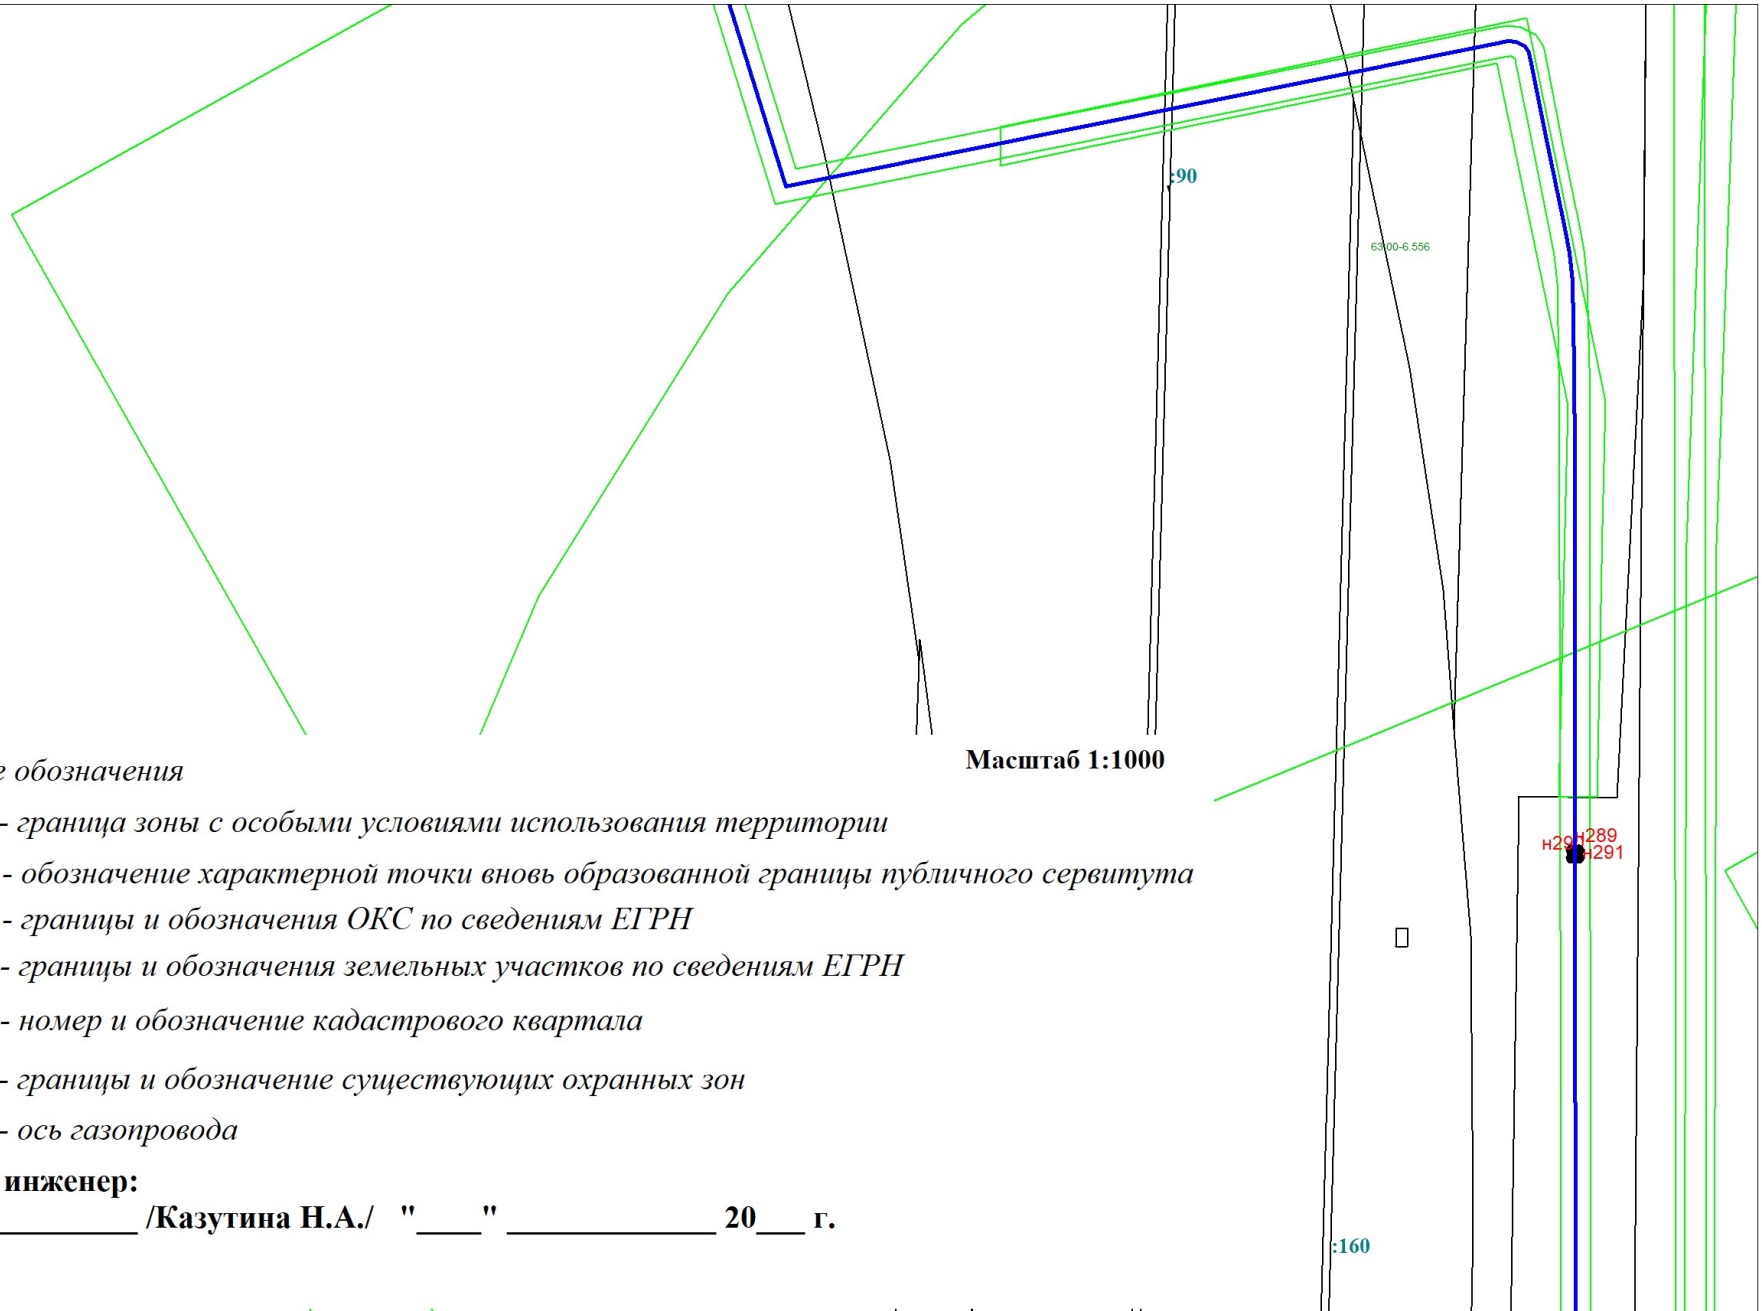 :90
63:00-6.556
Масштаб 1:1000
е обозначения
- граница зоны с особыми условиями использования территории
- обозначение характерной точки вновь образованной границы публичного сервитута
н289
н291
- границы и обозначения ОКС по сведениям ЕГРН
- границы и обозначения земельных участков по сведениям ЕГРН
- номер и обозначение кадастрового квартала
- границы и обозначение существующих охранных зон
- ось газопровода
инженер:
_________ /Казутина Н.А./ "____" _____________ 20___ г.
:160